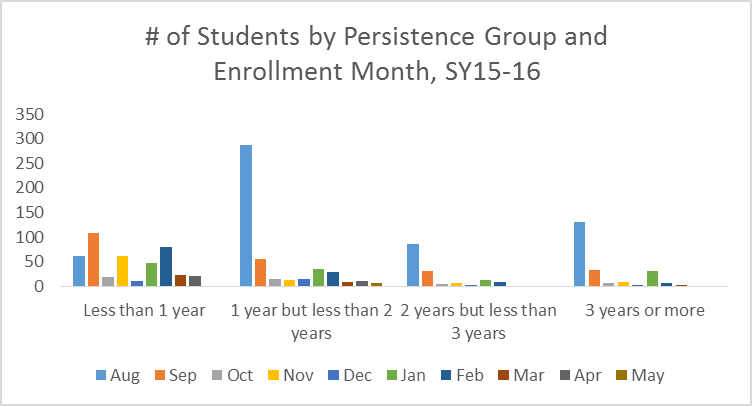 # of Students by Persistence Group and
Enrollment Month, SY15-16
350
300
250
200
150
100
50
0
Less than 1 year
1 year but less than 2
years
2 years but less than
3 years
3 years or more
Aug Sep Oct Nov Dec Jan Feb Mar Apr May